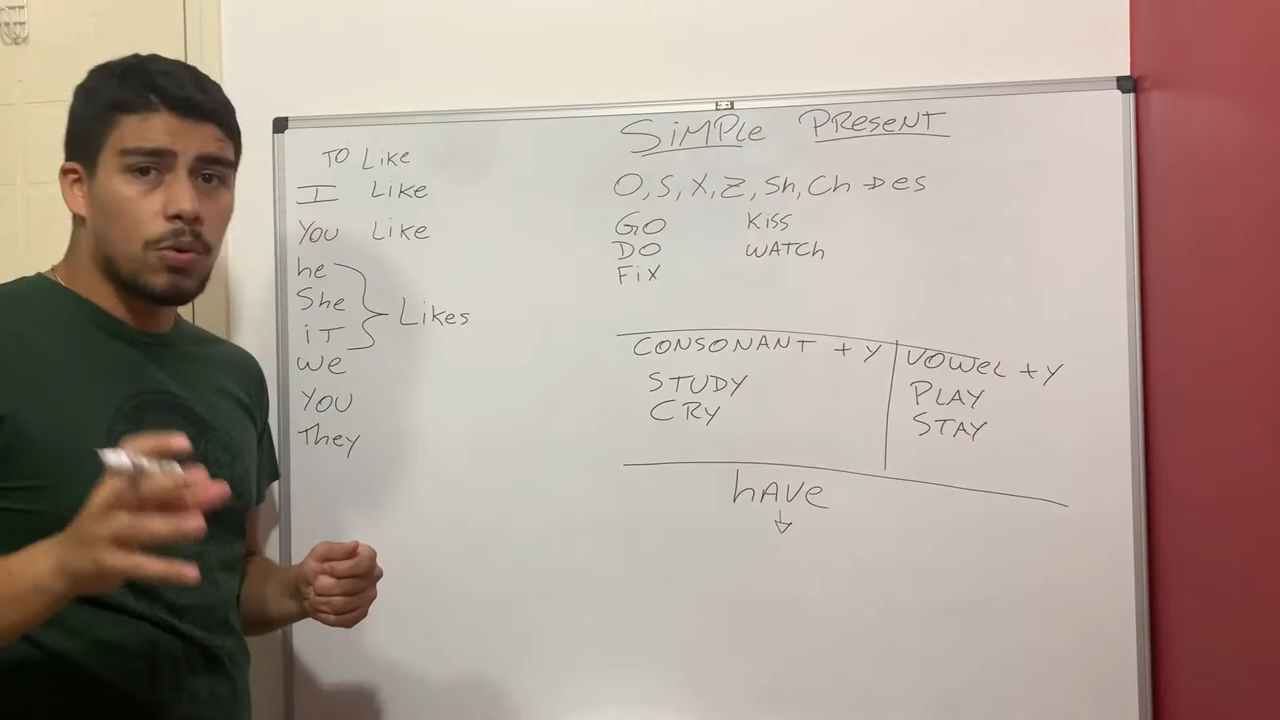 TO Like
I Like
YOU Like
he
She
iT
Likes
we
YOU
They
SiMPLe PReSenT
O, S, X, Z, Sh, Ch → es
GO KiSS
DO WATCh
FiX
CONSONANT + Y
STUDY
CRY
VOWeL + Y
PLAY
STAY
hAVe
↓